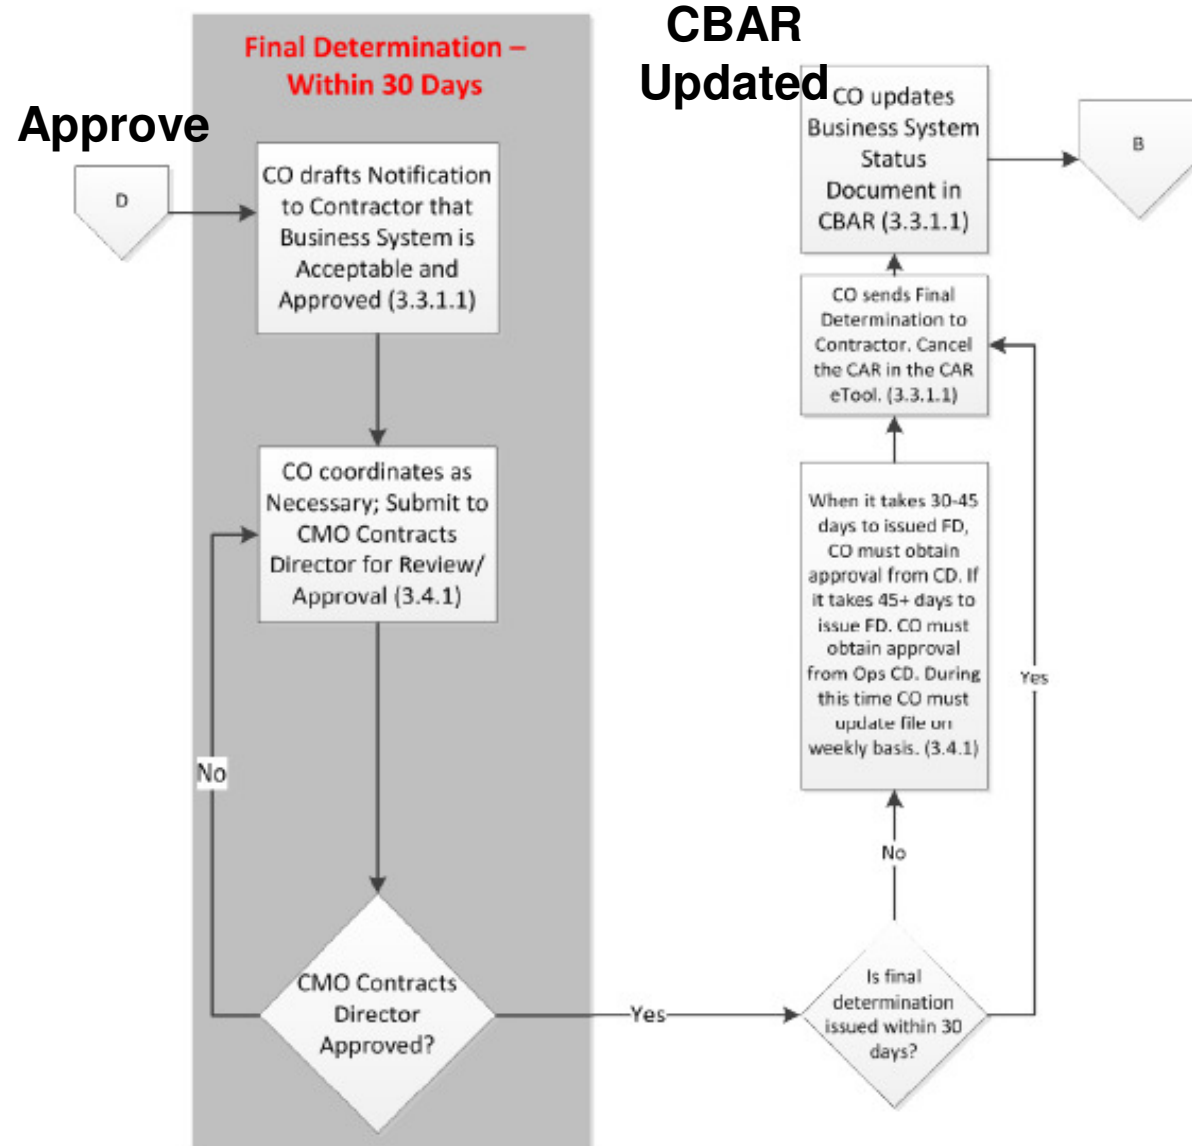 Final Determination –
Within 30 Days
Approve
D
CO drafts Notification
to Contractor that
Business System is
Acceptable and
Approved (3.3.1.1)
CO coordinates as
Necessary; Submit to
CMO Contracts
Director for Review/
Approval (3.4.1)
No
CMO Contracts
Director
Approved?
Yes
CBAR
Updated
CO updates
Business System
Status
Document in
CBAR (3.3.1.1)
B
CO sends Final
Determination to
Contractor. Cancel
the CAR in the CAR
eTool. (3.3.1.1)
When it takes 30-45
days to issued FD,
CO must obtain
approval from CD. If
it takes 45+ days to
issue FD. CO must
obtain approval
from Ops CD. During
this time CO must
update file on
weekly basis. (3.4.1)
Yes
No
Is final
determination
issued within 30
days?